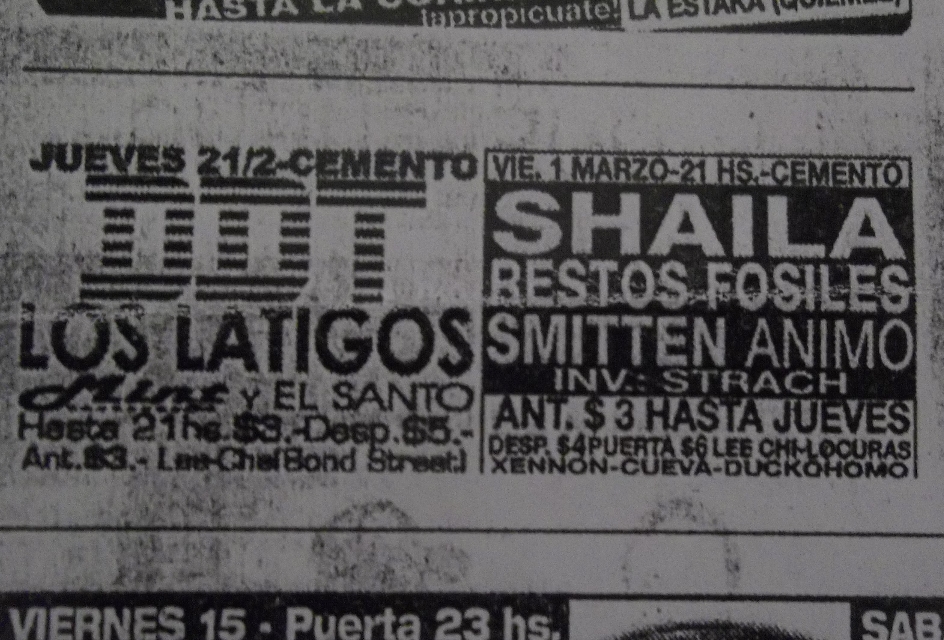 HASTA LA
¡apropicuate! LA ESTAKA (QUILMES)
JUEVES 21/2-CEMENTO
DDT
LOS LATIGOS
Mint y EL SANTO
Hasta 21hs.$3.-Desp.$5.-
Ant.$3.- Lee-Chi(Bond Street)
VIE. 1 MARZO-21 HS.-CEMENTO
SHAILA
RESTOS FOSILES
SMITTEN ANIMO
INV.: STRACH
ANT. $ 3 HASTA JUEVES
DESP. $4 PUERTA $6 LEE CHI-LOCURAS
XENNON-CUEVA-DUCKOHOMO
VIERNES 15 - Puerta 23 hs.
SAB